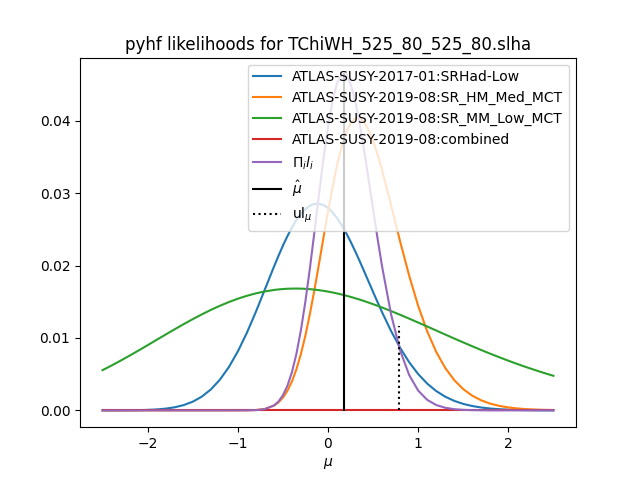 pyhf likelihoods for TChiWH_525_80_525_80.slha
ATLAS-SUSY-2017-01:SRHad-Low
ATLAS-SUSY-2019-08:SR_HM_Med_MCT
ATLAS-SUSY-2019-08:SR_MM_Low_MCT
ATLAS-SUSY-2019-08:combined
Π_i l_i
μ̂
ul_μ
0.04
0.03
0.02
0.01
0.00
−2
−1
0
1
2
μ